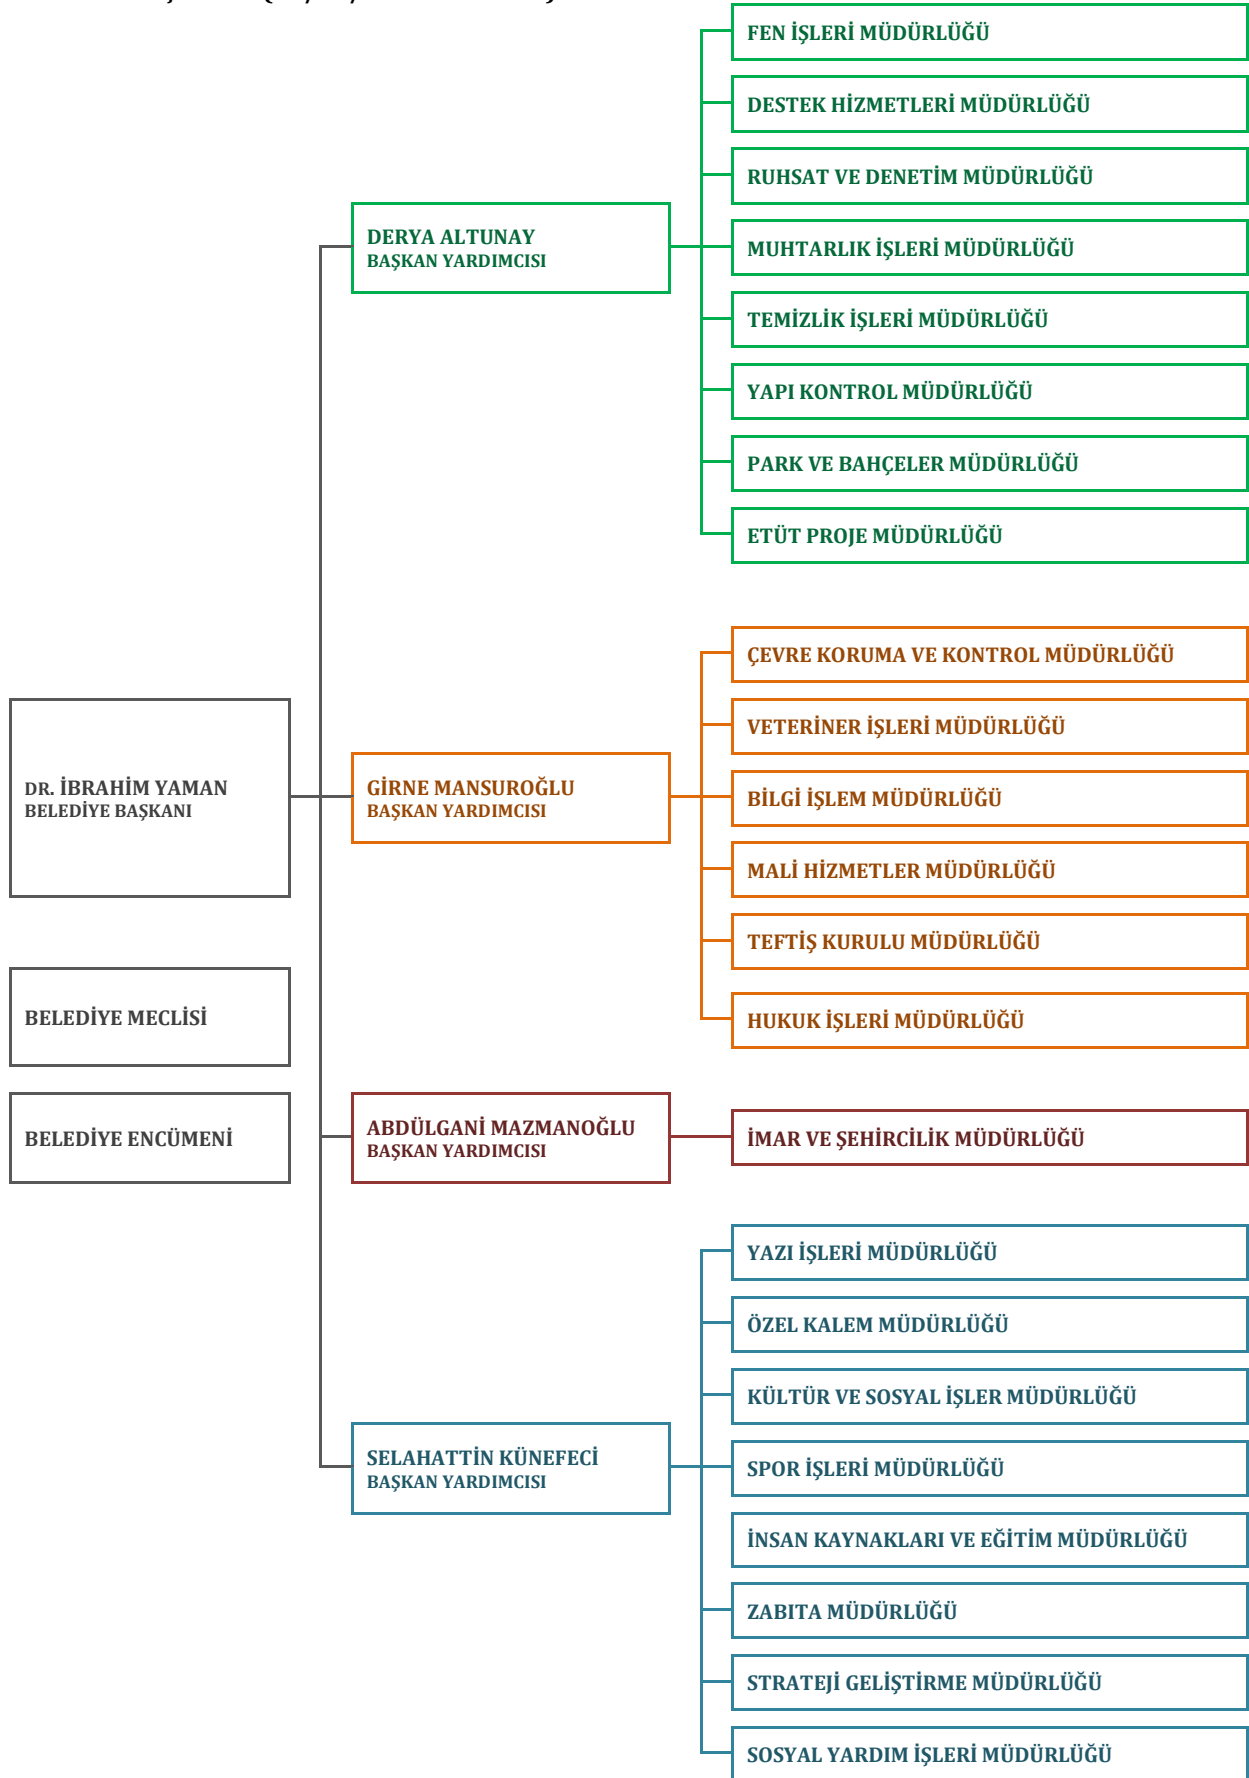 FEN İŞLERİ MÜDÜRLÜĞÜ
DESTEK HİZMETLERİ MÜDÜRLÜĞÜ
RUHSAT VE DENETİM MÜDÜRLÜĞÜ
DERYA ALTUNAY
BAŞKAN YARDIMCISI
MUHTARLIK İŞLERİ MÜDÜRLÜĞÜ
TEMİZLİK İŞLERİ MÜDÜRLÜĞÜ
YAPI KONTROL MÜDÜRLÜĞÜ
PARK VE BAHÇELER MÜDÜRLÜĞÜ
ETÜT PROJE MÜDÜRLÜĞÜ
ÇEVRE KORUMA VE KONTROL MÜDÜRLÜĞÜ
VETERİNER İŞLERİ MÜDÜRLÜĞÜ
DR. İBRAHİM YAMAN
BELEDİYE BAŞKANI
GİRNE MANSUROĞLU
BAŞKAN YARDIMCISI
BİLGİ İŞLEM MÜDÜRLÜĞÜ
MALİ HİZMETLER MÜDÜRLÜĞÜ
TEFTİŞ KURULU MÜDÜRLÜĞÜ
BELEDİYE MECLİSİ
HUKUK İŞLERİ MÜDÜRLÜĞÜ
BELEDİYE ENCÜMENİ
ABDÜLGANİ MAZMANOĞLU
BAŞKAN YARDIMCISI
İMAR VE ŞEHİRCİLİK MÜDÜRLÜĞÜ
YAZI İŞLERİ MÜDÜRLÜĞÜ
ÖZEL KALEM MÜDÜRLÜĞÜ
KÜLTÜR VE SOSYAL İŞLER MÜDÜRLÜĞÜ
SELAHATTİN KÜNEFECİ
BAŞKAN YARDIMCISI
SPOR İŞLERİ MÜDÜRLÜĞÜ
İNSAN KAYNAKLARI VE EĞİTİM MÜDÜRLÜĞÜ
ZABITA MÜDÜRLÜĞÜ
STRATEJİ GELİŞTİRME MÜDÜRLÜĞÜ
SOSYAL YARDIM İŞLERİ MÜDÜRLÜĞÜ